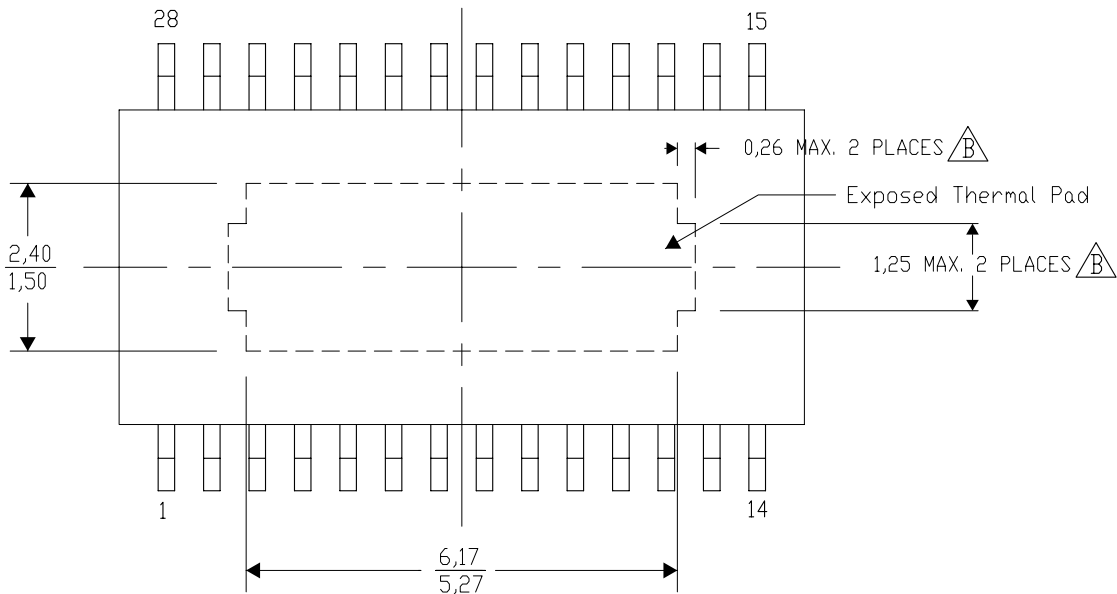 28
15
0,26 MAX. 2 PLACES B
Exposed Thermal Pad
2,40
1,50
1,25 MAX. 2 PLACES B
1
14
6,17
5,27